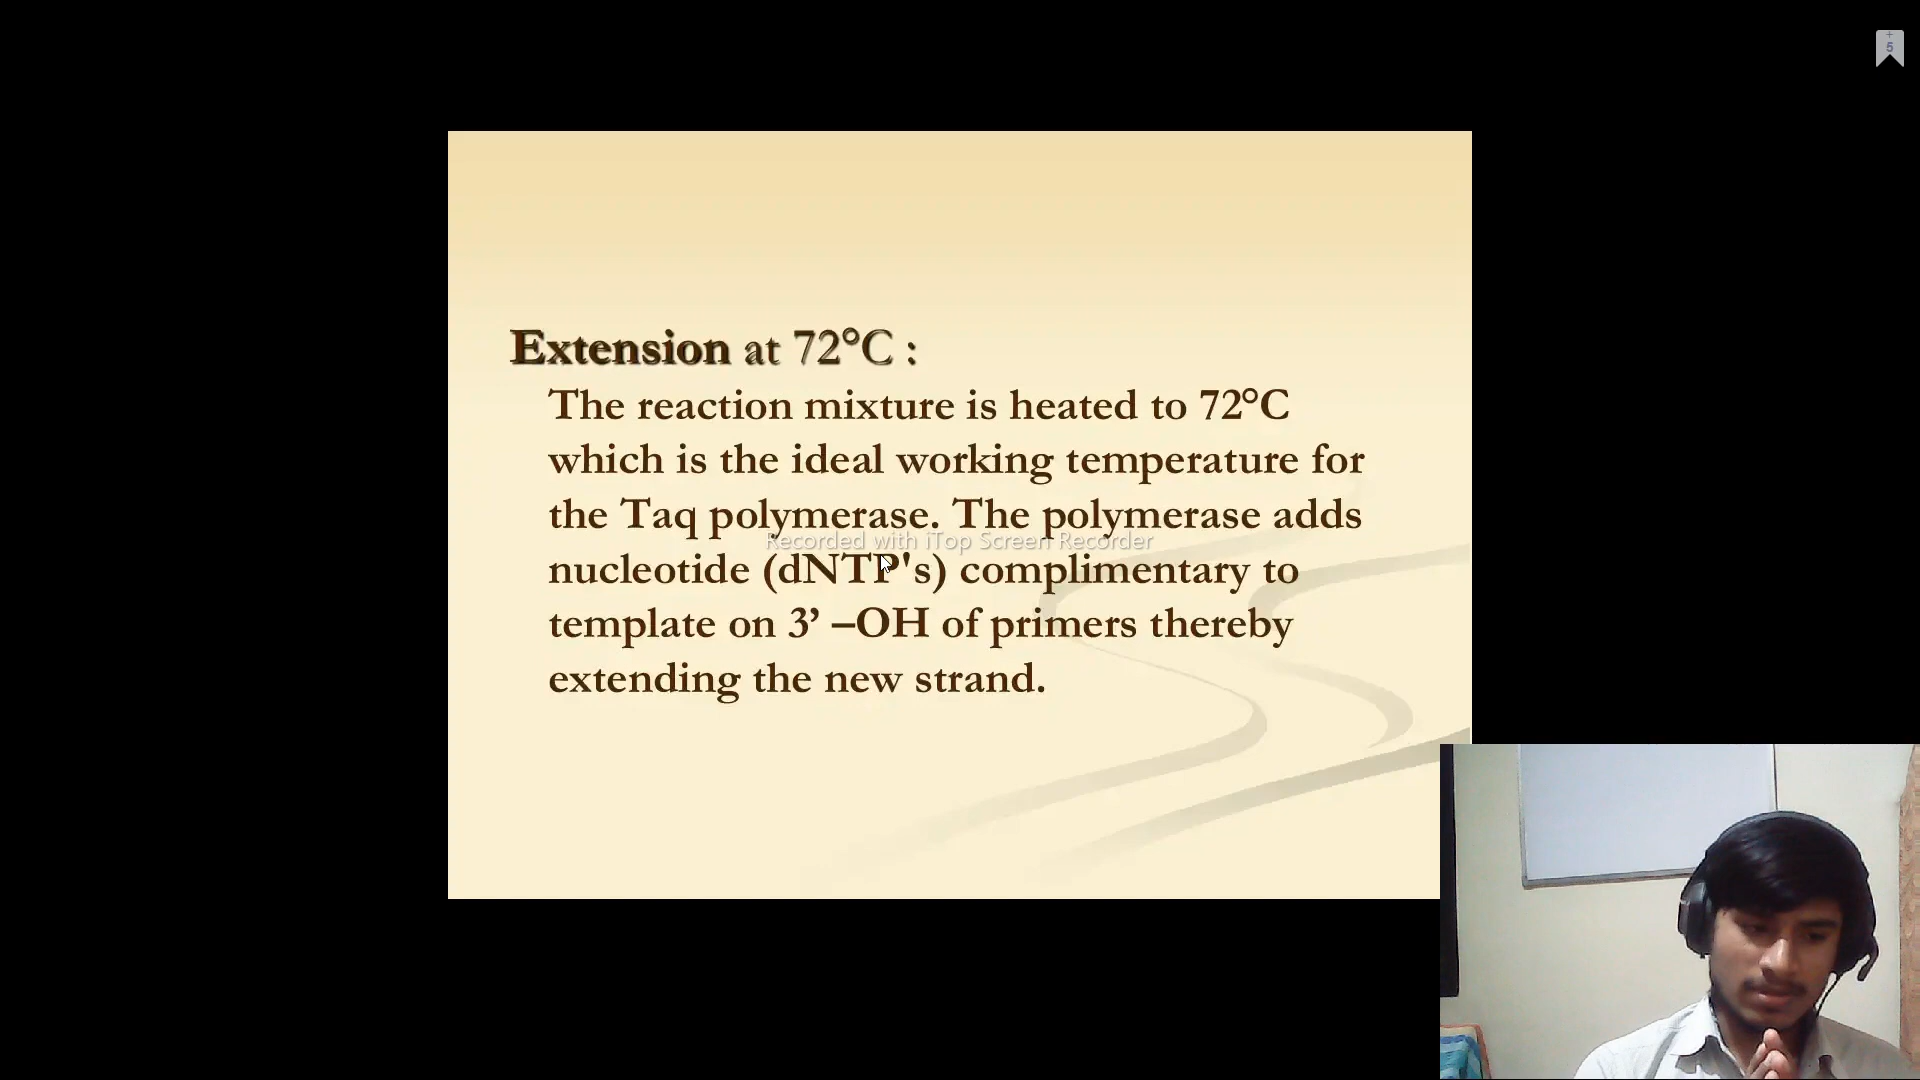 +
5
Extension at 72°C :
The reaction mixture is heated to 72°C
which is the ideal working temperature for
the Taq polymerase. The polymerase adds
Recorded with iTop Screen Recorder
nucleotide (dNTP's) complimentary to
template on 3’ –OH of primers thereby
extending the new strand.